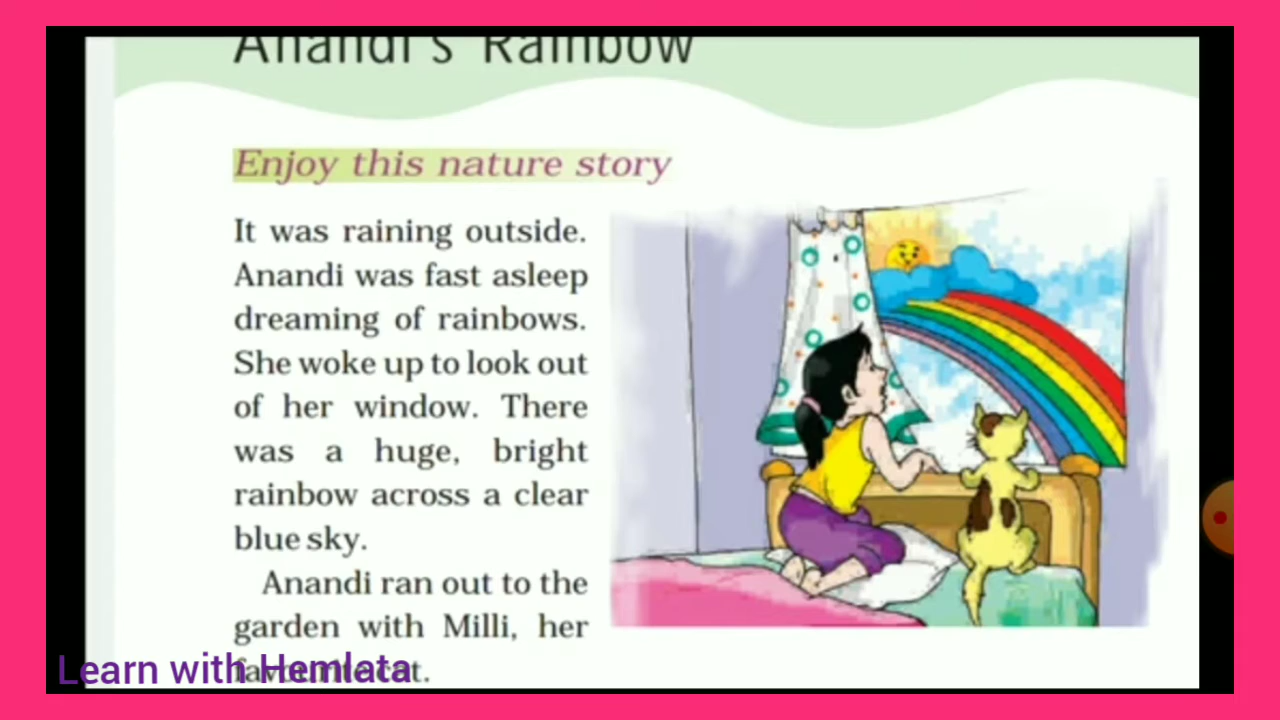 Anandi's Rainbow
Enjoy this nature story
It was raining outside.
Anandi was fast asleep
dreaming of rainbows.
She woke up to look out
of her window. There
was a huge, bright
rainbow across a clear
blue sky.
Anandi ran out to the
garden with Milli, her
favourite cat.
Learn with Hemlata